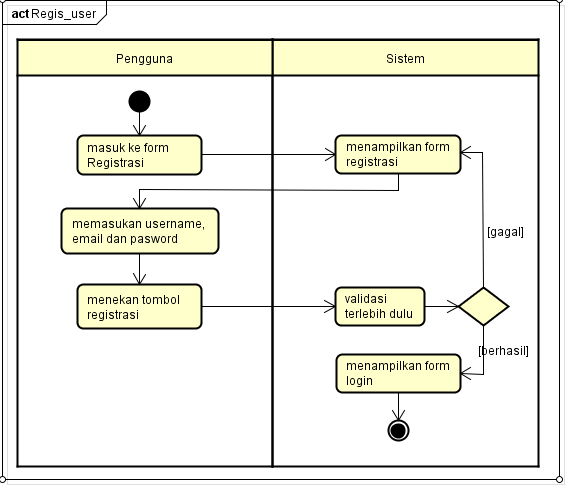 act Regis_user
Pengguna
Sistem
masuk ke form
Registrasi
menampilkan form
registrasi
memasukan username,
email dan pasword
[gagal]
menekan tombol
registrasi
validasi
terlebih dulu
[berhasil]
menampilkan form
login